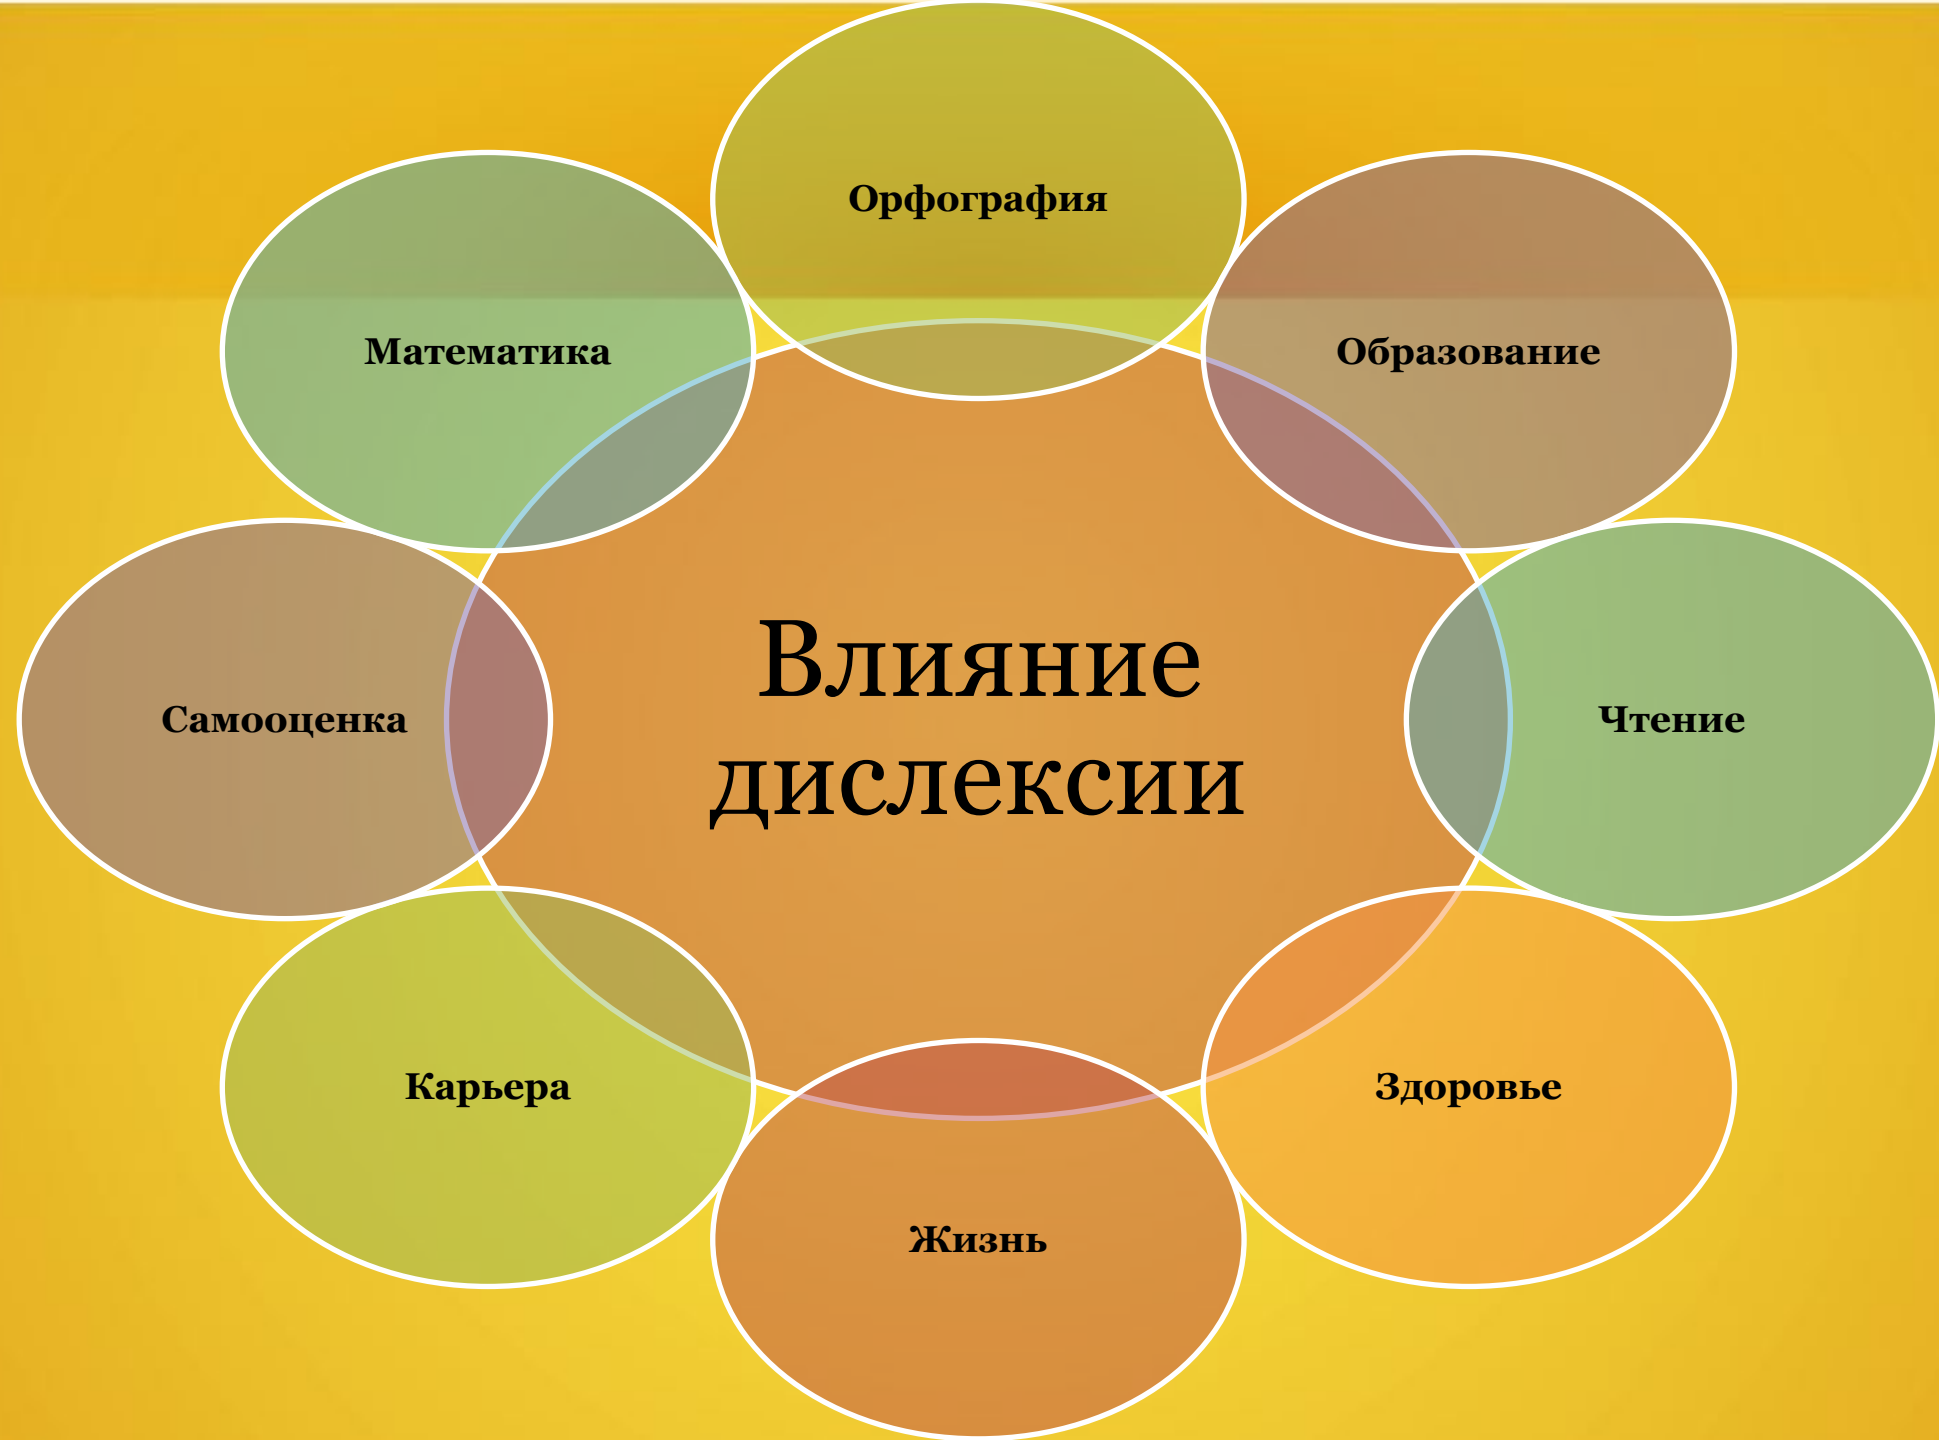 Орфография
Математика
Образование
Влияние
дислексии
Самооценка
Чтение
Карьера
Здоровье
Жизнь